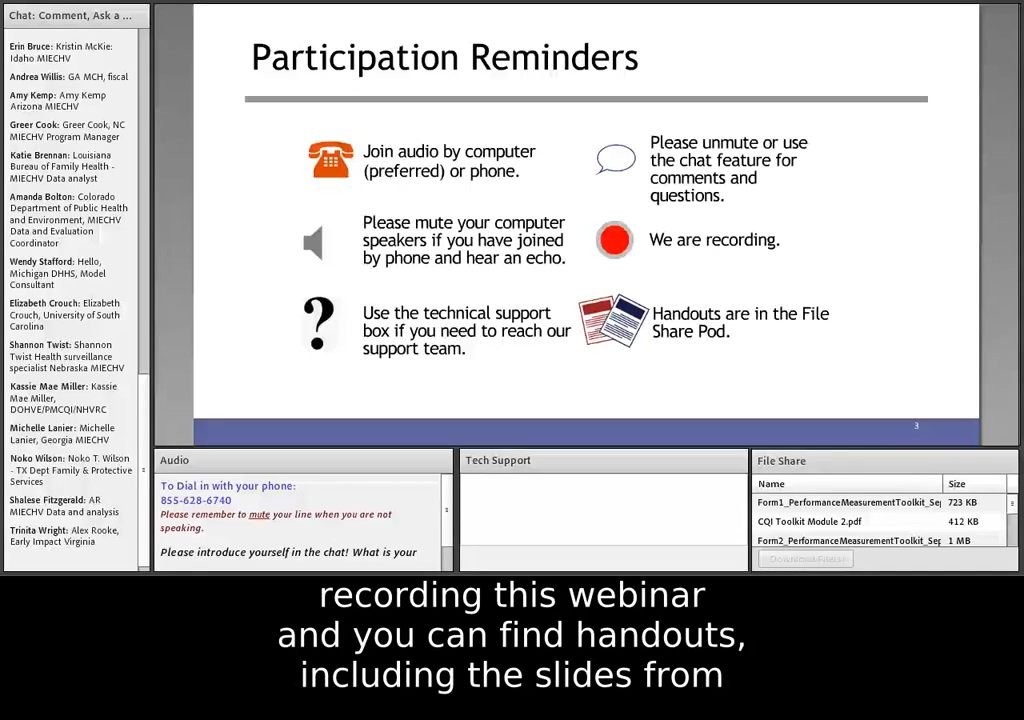 Chat: Comment, Ask a ...
Erin Bruce: Kristin McKie:
Idaho MIECHV
Andrea Willis: GA MCH, fiscal
Amy Kemp: Amy Kemp
Arizona MIECHV
Greer Cook: Greer Cook, NC
MIECHV Program Manager
Katie Brennan: Louisiana
Bureau of Family Health -
MIECHV Data analyst
Amanda Bolton: Colorado
Department of Public Health
and Environment, MIECHV
Data and Evaluation
Coordinator
Wendy Stafford: Hello,
Michigan DHHS, Model
Consultant
Elizabeth Crouch: Elizabeth
Crouch, University of South
Carolina
Shannon Twist: Shannon
Twist Health surveillance
specialist Nebraska MIECHV
Kassie Mae Miller: Kassie
Mae Miller,
DOHVE/PMCQI/NHVRC
Michelle Lanier: Michelle
Lanier, Georgia MIECHV
Noko Wilson: Noko T. Wilson
- TX Dept Family & Protective
Services
Shalese Fitzgerald: AR
MIECHV Data and analysis
Trinita Wright: Alex Rooke,
Early Impact Virginia
Participation Reminders
Join audio by computer
(preferred) or phone.
Please mute your computer
speakers if you have joined
by phone and hear an echo.
Use the technical support
box if you need to reach our
support team.
Please unmute or use
the chat feature for
comments and
questions.
We are recording.
Handouts are in the File
Share Pod.
3
Audio
To Dial in with your phone:
855-628-6740
Please remember to mute your line when you are not
speaking.
Please introduce yourself in the chat! What is your
Tech Support
File Share
Name Size
Form1_PerformanceMeasurementToolkit_Sep 723 KB
CQI Toolkit Module 2.pdf 412 KB
Form2_PerformanceMeasurementToolkit_Sep 1 MB
Download File(s)
recording this webinar
and you can find handouts,
including the slides from